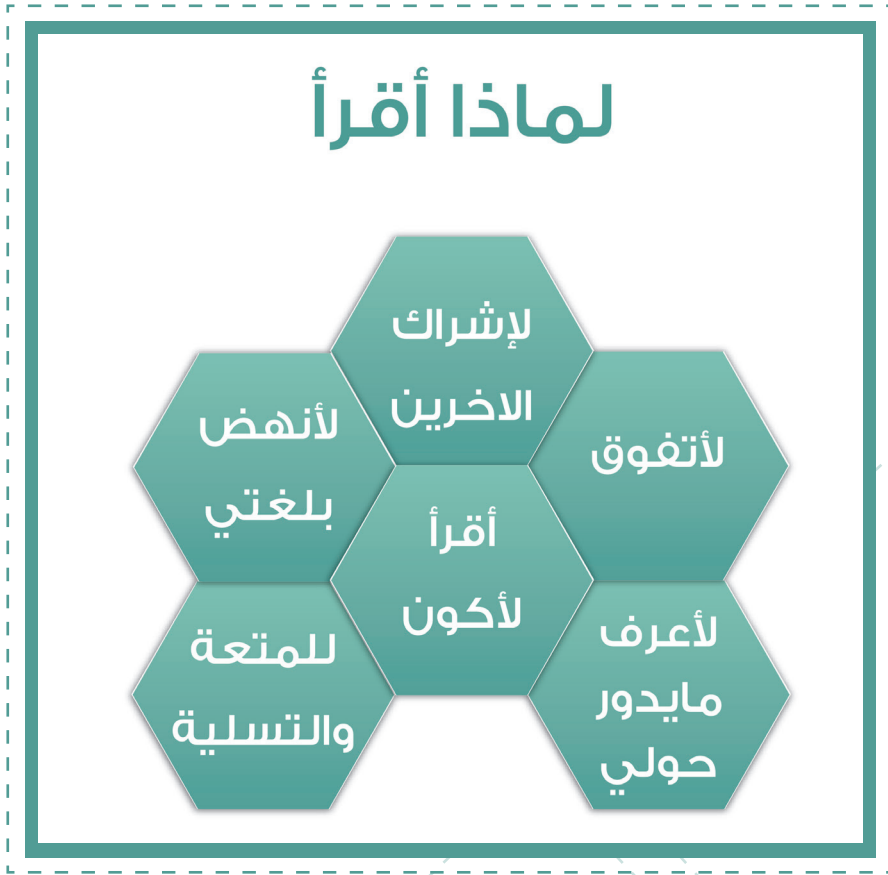 لماذا أقرأ
لإشراك
الاخرين
لأتفوق
لأنهض
بلغتي
أقرأ
لأكون
لأعرف
مايدور
حولي
للمتعة
والتسلية